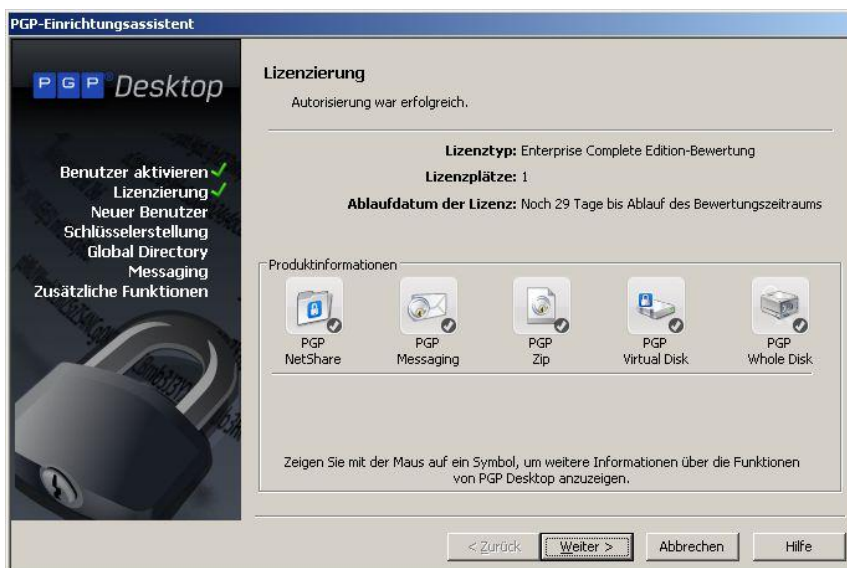 PGP-Einrichtungsassistent
PGP® Desktop
Benutzer aktivieren
Lizenzierung
Neuer Benutzer
Schlüsselerstellung
Global Directory
Messaging
Zusätzliche Funktionen
Lizenzierung
Autorisierung war erfolgreich.
Lizenztyp: Enterprise Complete Edition-Bewertung
Lizenzplätze: 1
Ablaufdatum der Lizenz: Noch 29 Tage bis Ablauf des Bewertungszeitraums
Produktinformationen
PGP
NetShare
PGP
Messaging
PGP
Zip
PGP
Virtual Disk
PGP
Whole Disk
Zeigen Sie mit der Maus auf ein Symbol, um weitere Informationen über die Funktionen
von PGP Desktop anzuzeigen.
< Zurück
Weiter >
Abbrechen
Hilfe